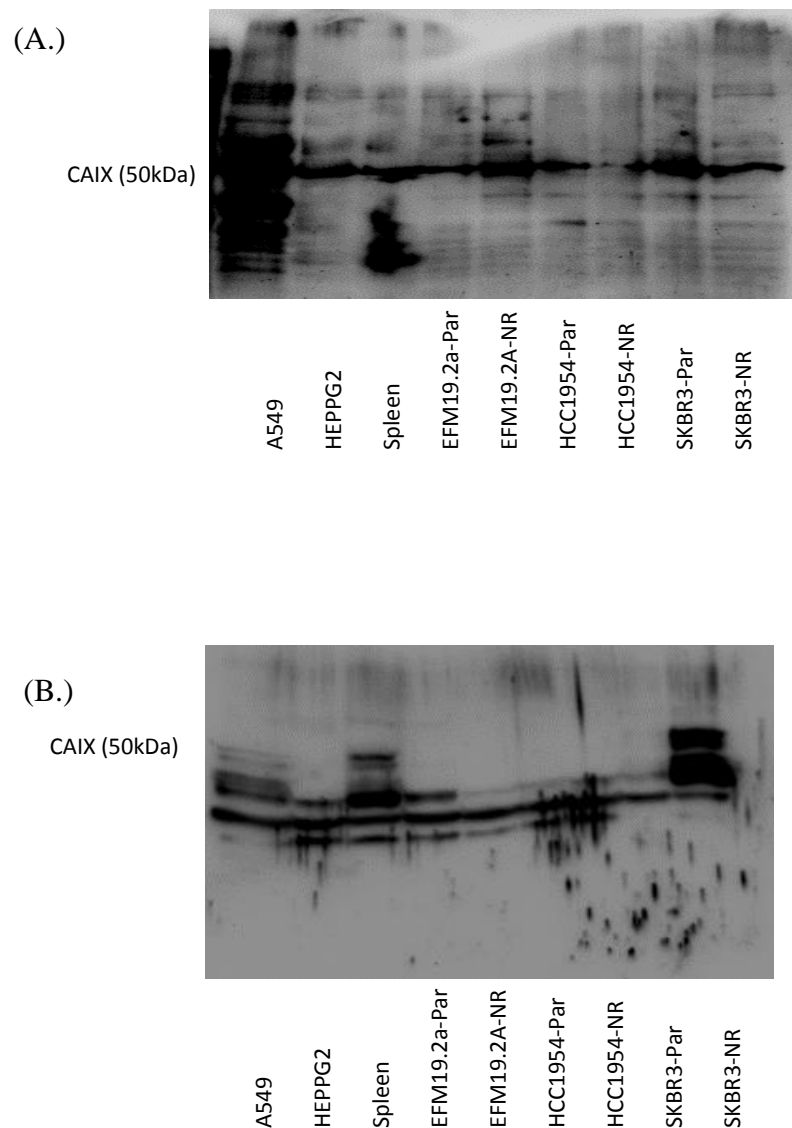 (A.)
CAIX (50kDa)
A549
HEPPG2
Spleen
EFM19.2a-Par
EFM19.2A-NR
HCC1954-Par
HCC1954-NR
SKBR3-Par
SKBR3-NR
(B.)
CAIX (50kDa)
A549
HEPPG2
Spleen
EFM19.2a-Par
EFM19.2A-NR
HCC1954-Par
HCC1954-NR
SKBR3-Par
SKBR3-NR